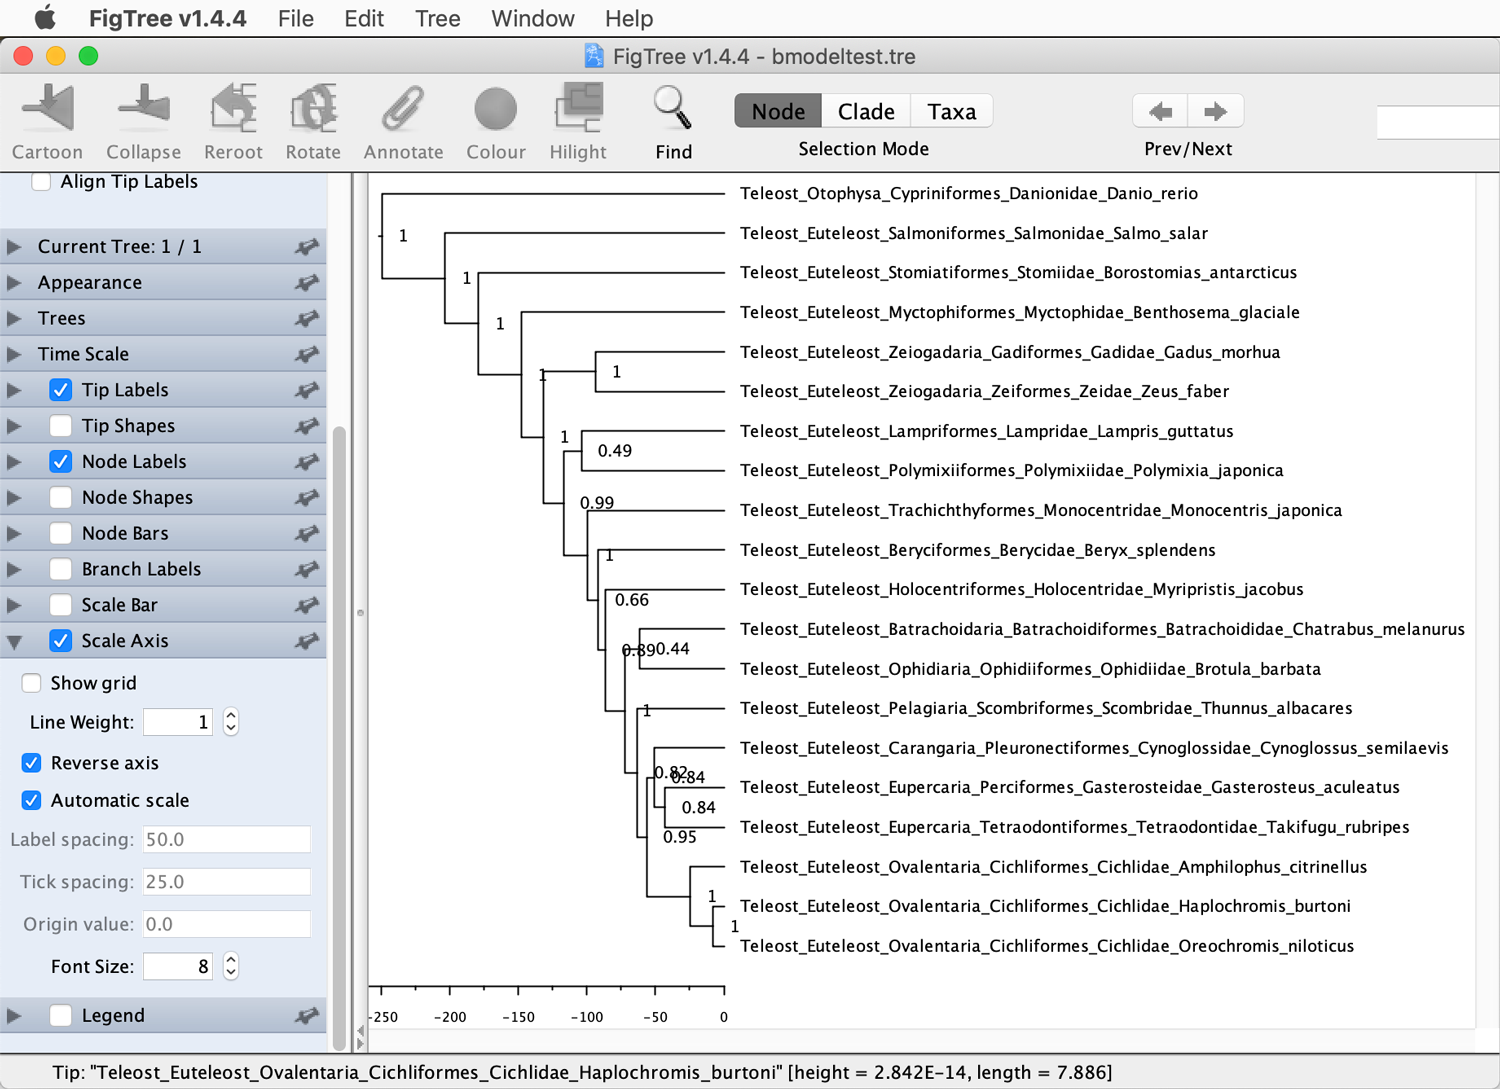 FigTree v1.4.4 File Edit Tree Window Help
FigTree v1.4.4 - bmodeltest.tre
Node Clade Taxa
Cartoon Collapse Reroot Rotate Annotate Colour Hilight Find Selection Mode Prev/Next
Align Tip Labels
Current Tree: 1 / 1
Appearance
Trees
Time Scale
Tip Labels
Tip Shapes
Node Labels
Node Shapes
Node Bars
Branch Labels
Scale Bar
Scale Axis
Show grid
Line Weight: 1
Reverse axis
Automatic scale
Label spacing: 50.0
Tick spacing: 25.0
Origin value: 0.0
Font Size: 8
Legend
Teleost_Otophysa_Cypriniformes_Danionidae_Danio_rerio
1
Teleost_Euteleost_Salmoniformes_Salmonidae_Salmo_salar
1
Teleost_Euteleost_Stomiatiformes_Stomiidae_Borostomias_antarcticus
1
Teleost_Euteleost_Myctophiformes_Myctophidae_Benthosema_glaciale
Teleost_Euteleost_Zeiogadaria_Gadiformes_Gadidae_Gadus_morhua
1
1
Teleost_Euteleost_Zeiogadaria_Zeiformes_Zeidae_Zeus_faber
Teleost_Euteleost_Lampriformes_Lampridae_Lampris_guttatus
1
0.49
Teleost_Euteleost_Polymixiiformes_Polymixiidae_Polymixia_japonica
0.99
Teleost_Euteleost_Trachichthyformes_Monocentridae_Monocentris_japonica
Teleost_Euteleost_Beryciformes_Berycidae_Beryx_splendens
1
Teleost_Euteleost_Holocentriformes_Holocentridae_Myripristis_jacobus
0.66
Teleost_Euteleost_Batrachoidaria_Batrachoidiformes_Batrachoididae_Chatrabus_melanurus
0.89 0.44
Teleost_Euteleost_Ophidiaria_Ophidiiformes_Ophidiidae_Brotula_barbata
Teleost_Euteleost_Pelagiaria_Scombriformes_Scombridae_Thunnus_albacares
1
Teleost_Euteleost_Carangaria_Pleuronectiformes_Cynoglossidae_Cynoglossus_semilaevis
0.82
0.84
Teleost_Euteleost_Eupercaria_Perciformes_Gasterosteidae_Gasterosteus_aculeatus
0.84
Teleost_Euteleost_Eupercaria_Tetraodontiformes_Tetraodontidae_Takifugu_rubripes
0.95
Teleost_Euteleost_Ovalentaria_Cichliformes_Cichlidae_Amphilophus_citrinellus
1
Teleost_Euteleost_Ovalentaria_Cichliformes_Cichlidae_Haplochromis_burtoni
1
Teleost_Euteleost_Ovalentaria_Cichliformes_Cichlidae_Oreochromis_niloticus
-250 -200 -150 -100 -50 0
Tip: "Teleost_Euteleost_Ovalentaria_Cichliformes_Cichlidae_Haplochromis_burtoni" [height = 2.842E-14, length = 7.886]